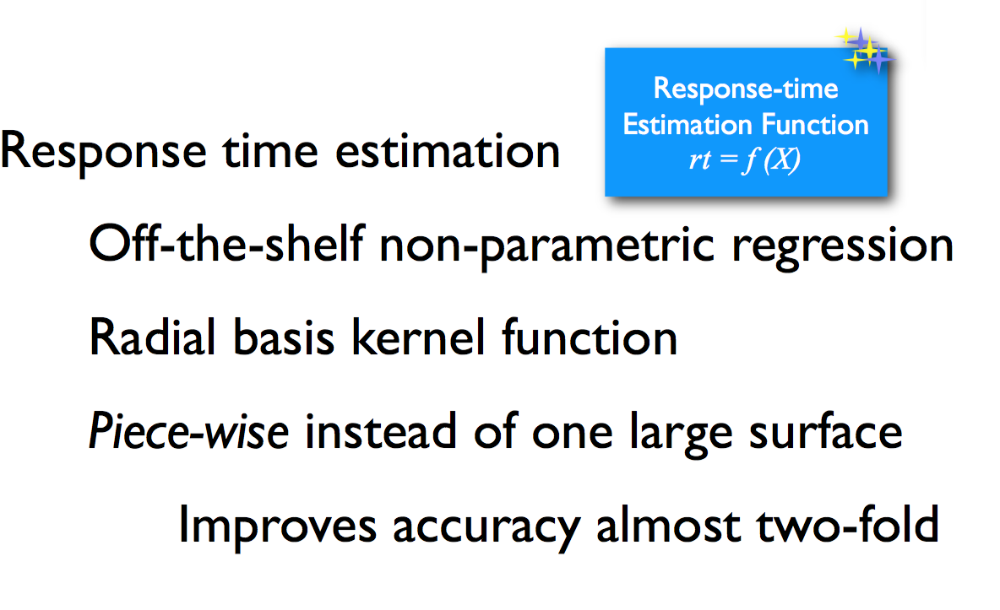 Response-time
Estimation Function
rt = f (X)
Response time estimation
Off-the-shelf non-parametric regression
Radial basis kernel function
Piece-wise instead of one large surface
Improves accuracy almost two-fold